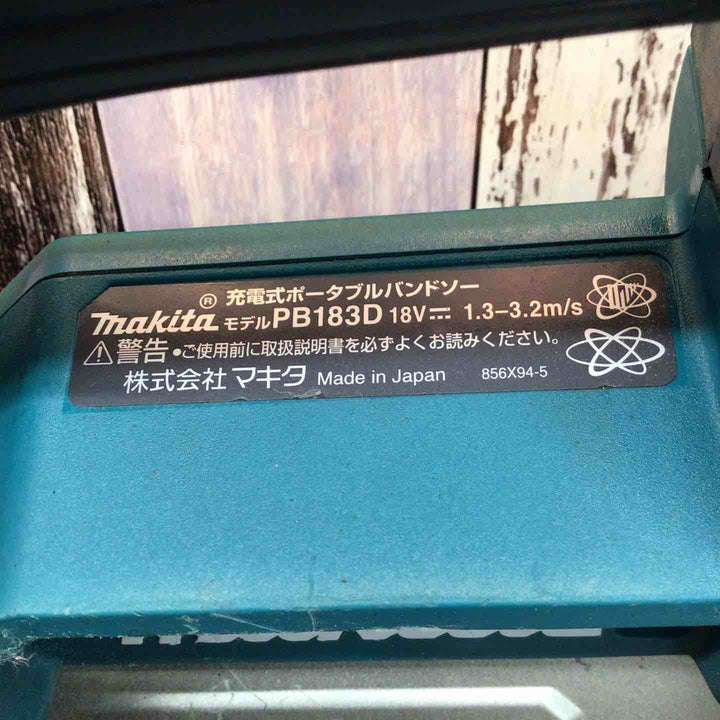 ® 充電式ポータブルバンドソー
makita モデル PB183D 18V⎓ 1.3-3.2m/s
⚠警告 •ご使用前に取扱説明書を必ずよくお読みください。
株式会社 マキタ Made in Japan 856X94-5